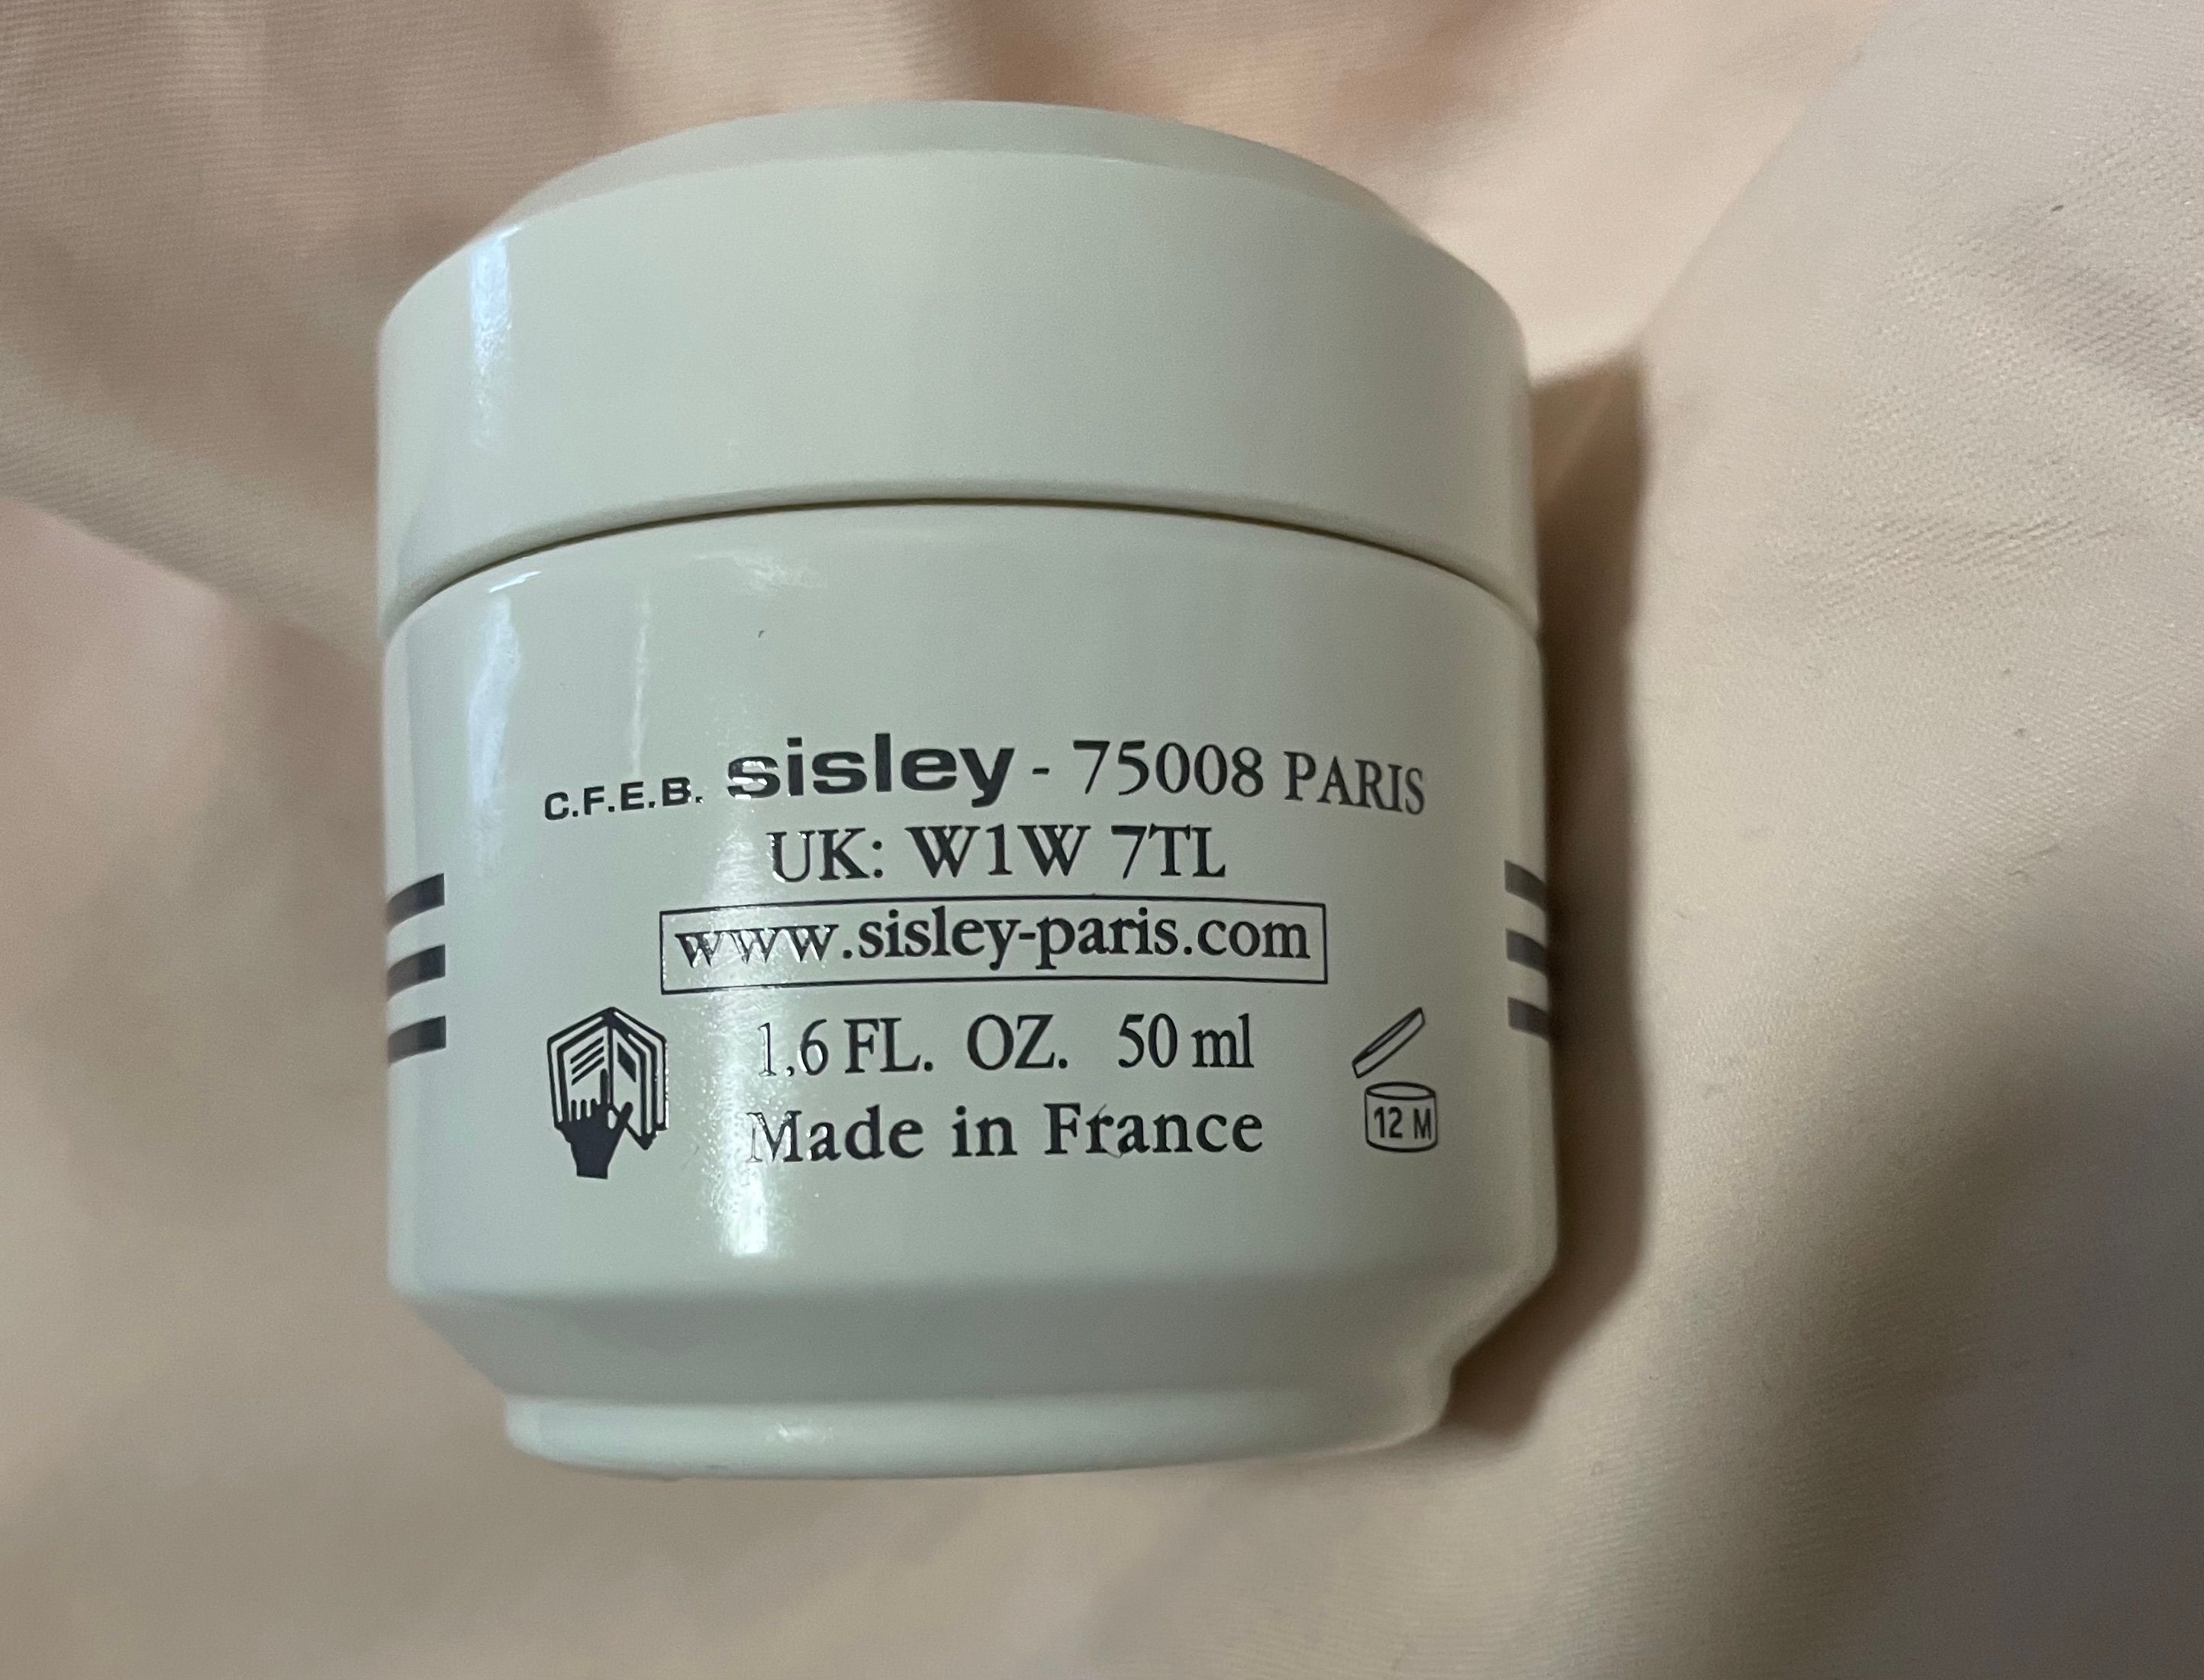 C.F.E.B. sisley - 75008 PARIS
UK: W1W 7TL
www.sisley-paris.com
1.6 FL. OZ. 50 ml
Made in France
12 M